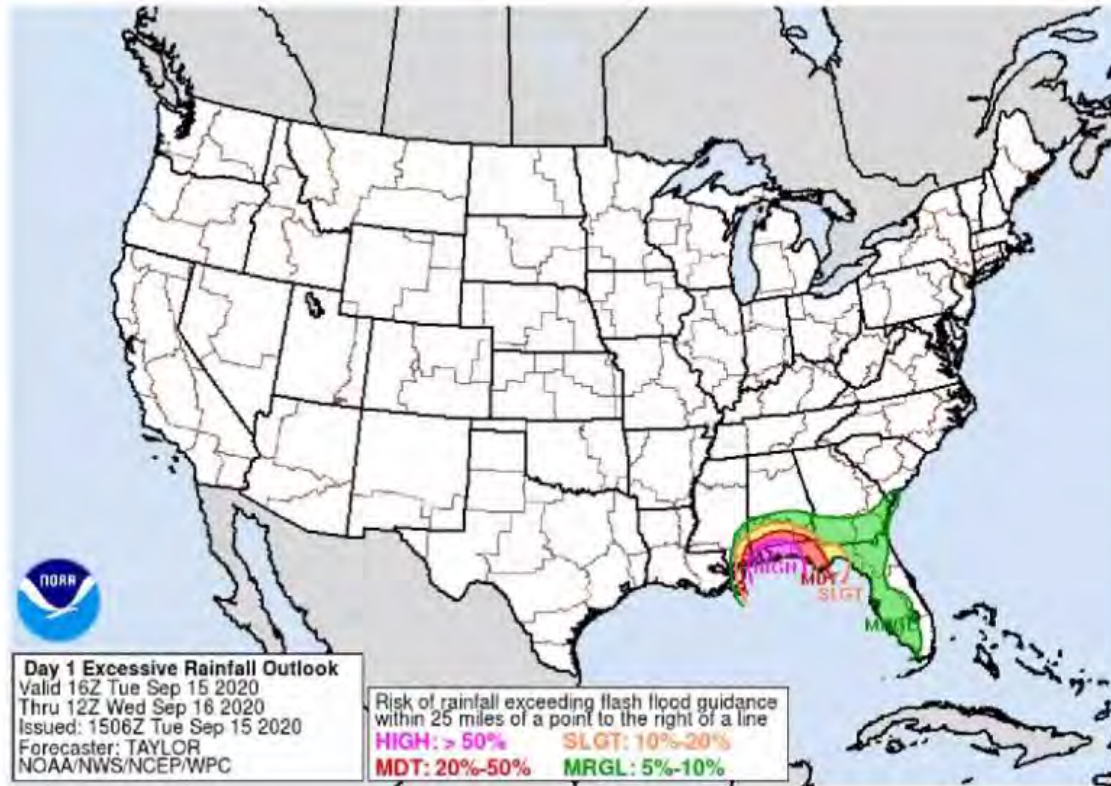 HIGH
MDT
SLGT
MRGL
NOAA
Day 1 Excessive Rainfall Outlook
Valid 16Z Tue Sep 15 2020
Thru 12Z Wed Sep 16 2020
Issued: 1506Z Tue Sep 15 2020
Forecaster: TAYLOR
NOAA/NWS/NCEP/WPC
Risk of rainfall exceeding flash flood guidance
within 25 miles of a point to the right of a line
HIGH: > 50% SLGT: 10%-20%
MDT: 20%-50% MRGL: 5%-10%